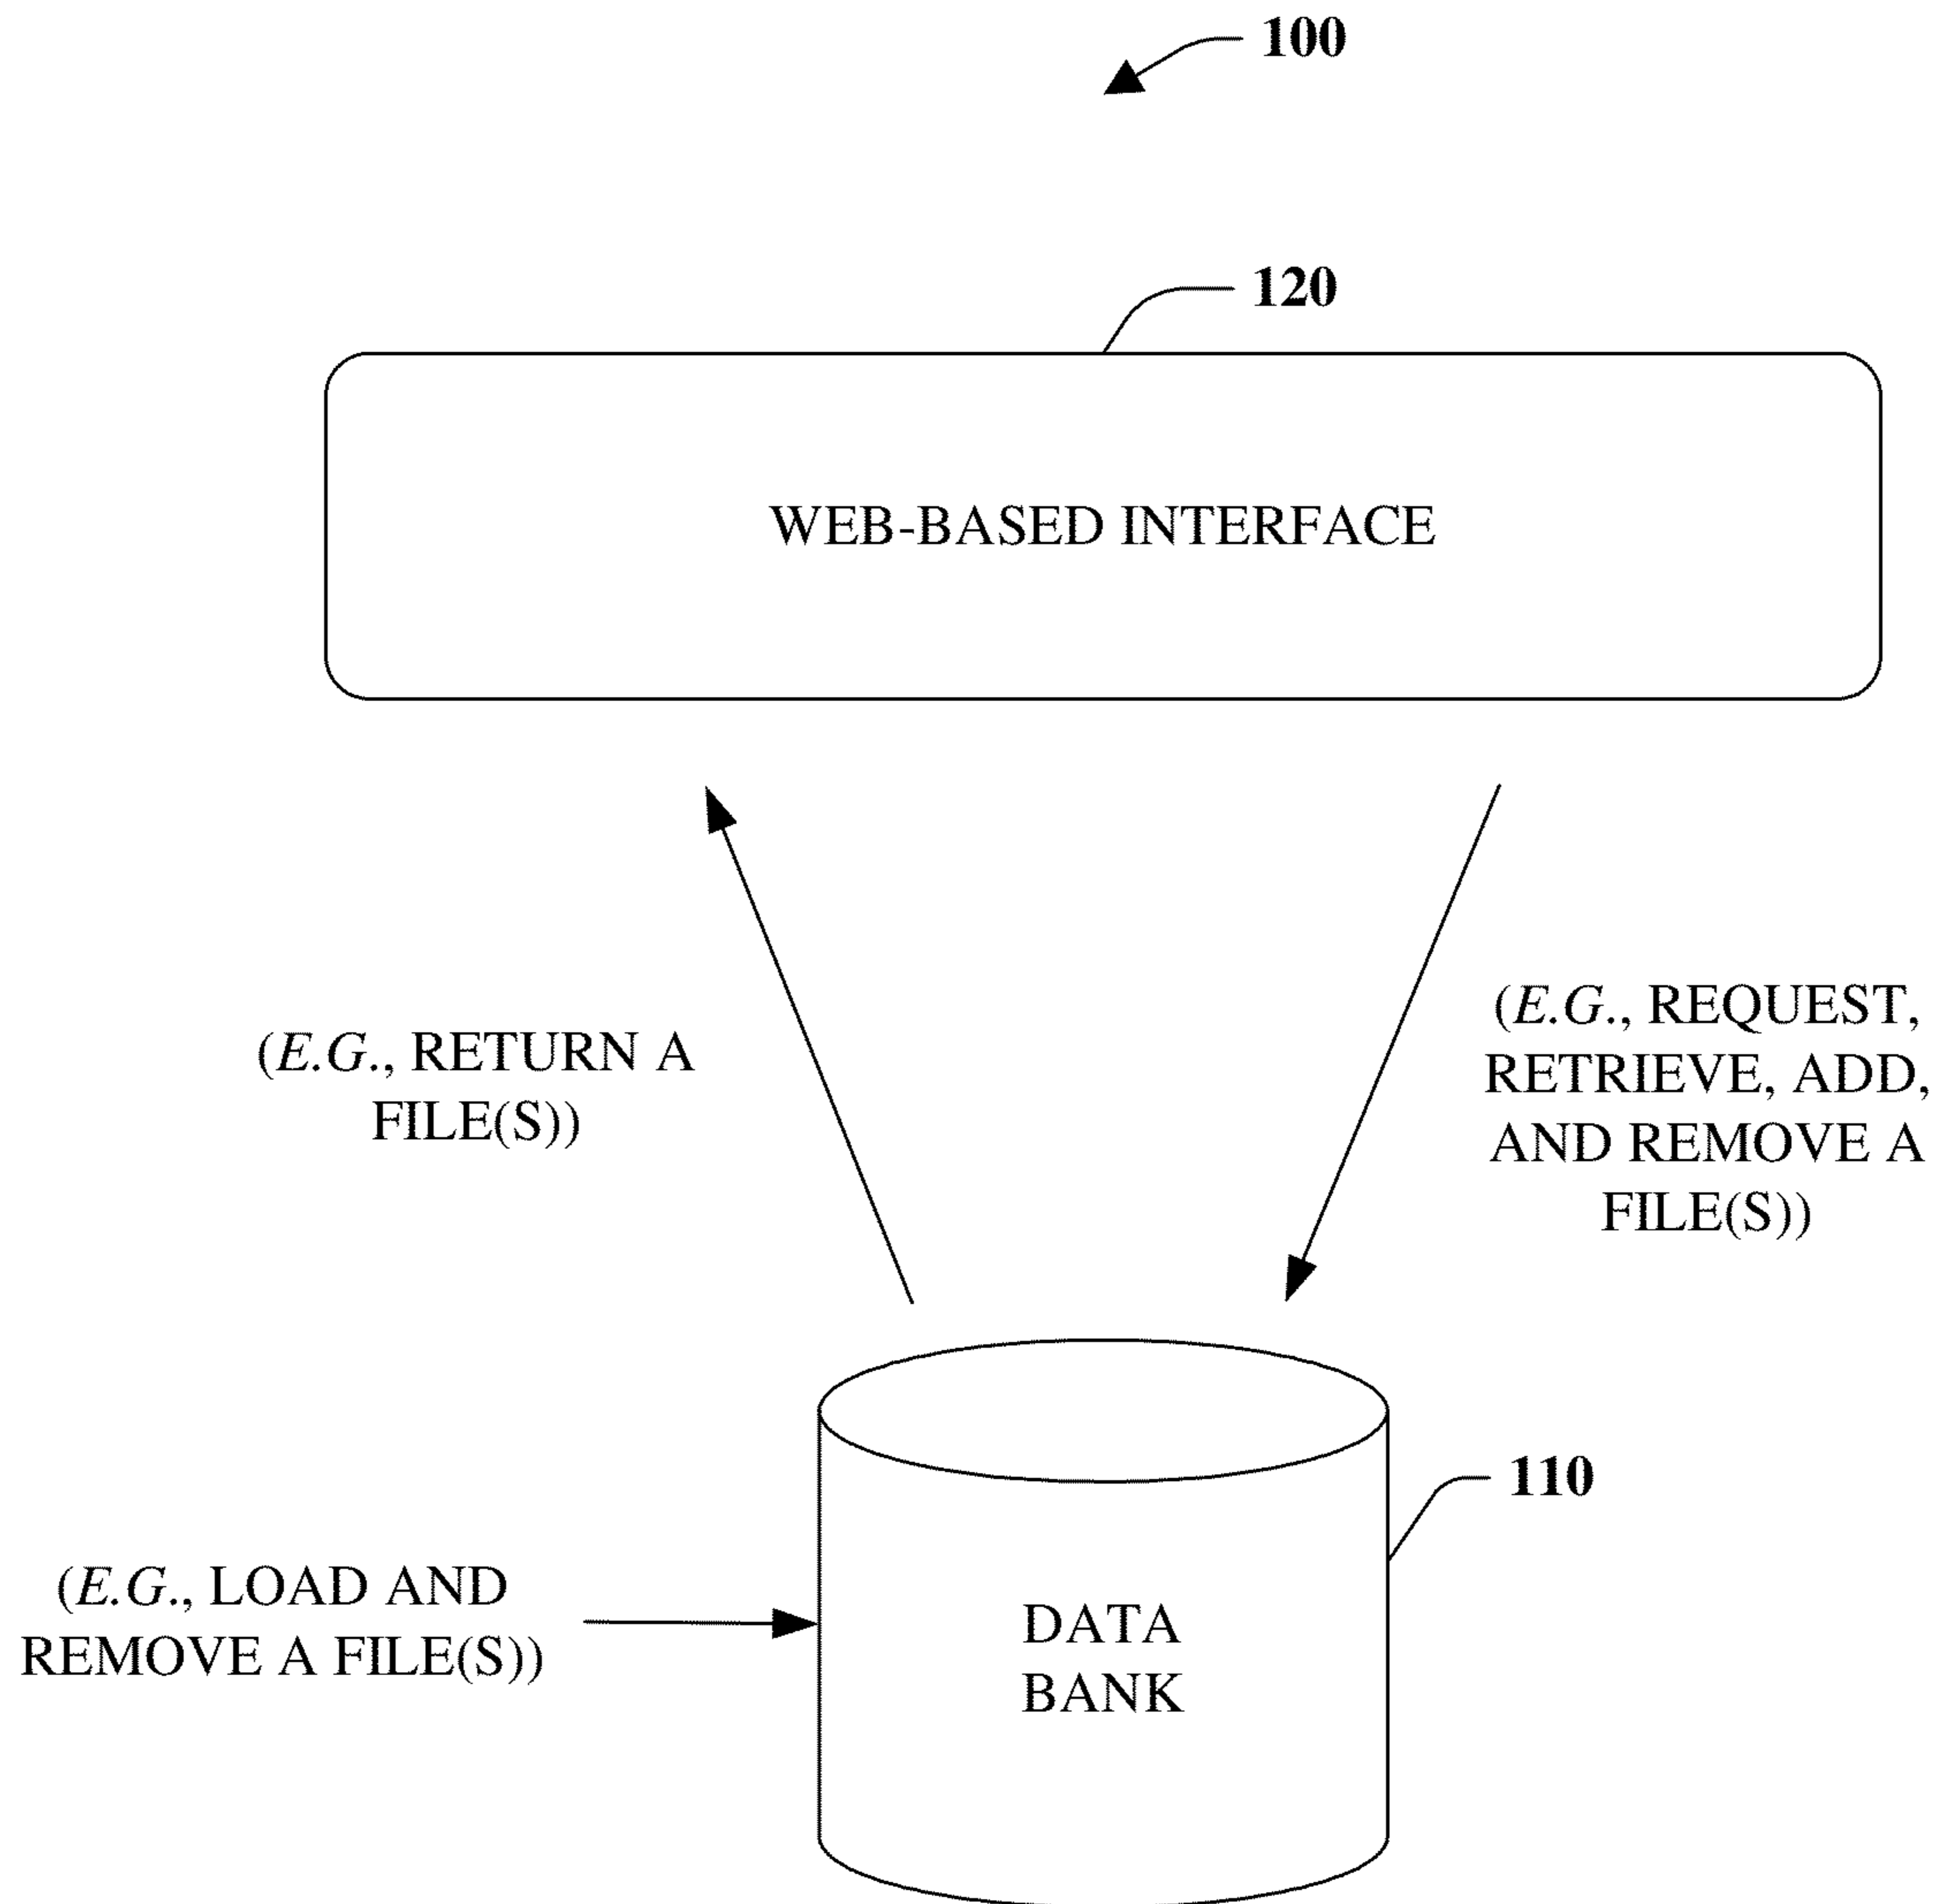 100
120
WEB-BASED INTERFACE
(E.G., RETURN A
FILE(S))
(E.G., REQUEST,
RETRIEVE, ADD,
AND REMOVE A
FILE(S))
110
(E.G., LOAD AND
REMOVE A FILE(S))
DATA
BANK